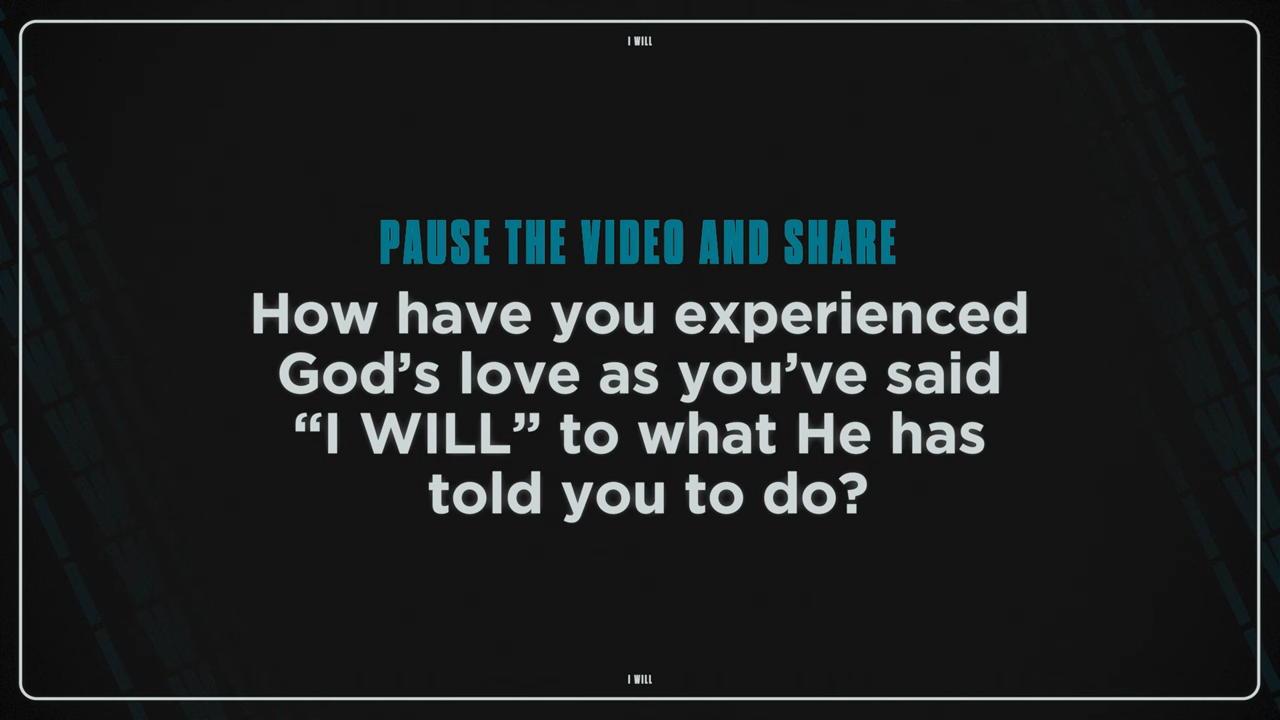 I WILL
PAUSE THE VIDEO AND SHARE
How have you experienced
God’s love as you’ve said
“I WILL” to what He has
told you to do?
I WILL